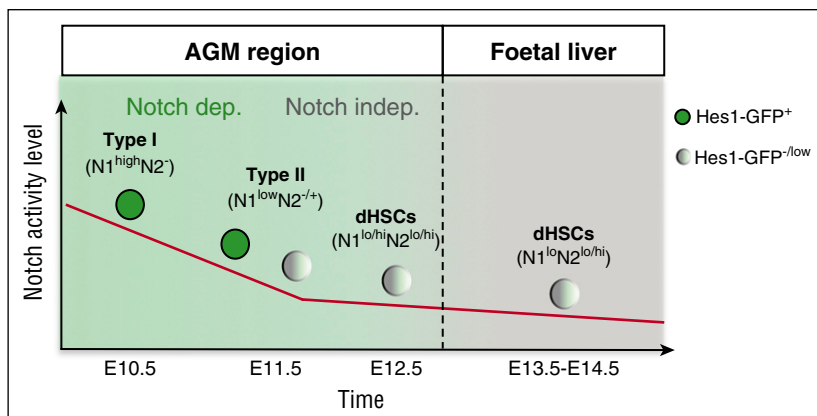 AGM region
Foetal liver
Notch dep.
Notch indep.
Type I
(N1highN2-)
Type II
(N1lowN2-/+)
dHSCs
(N1lo/hiN2lo/hi)
dHSCs
(N1loN2lo/hi)
Hes1-GFP+
Hes1-GFP-/low
Notch activity level
E10.5
E11.5
E12.5
E13.5-E14.5
Time